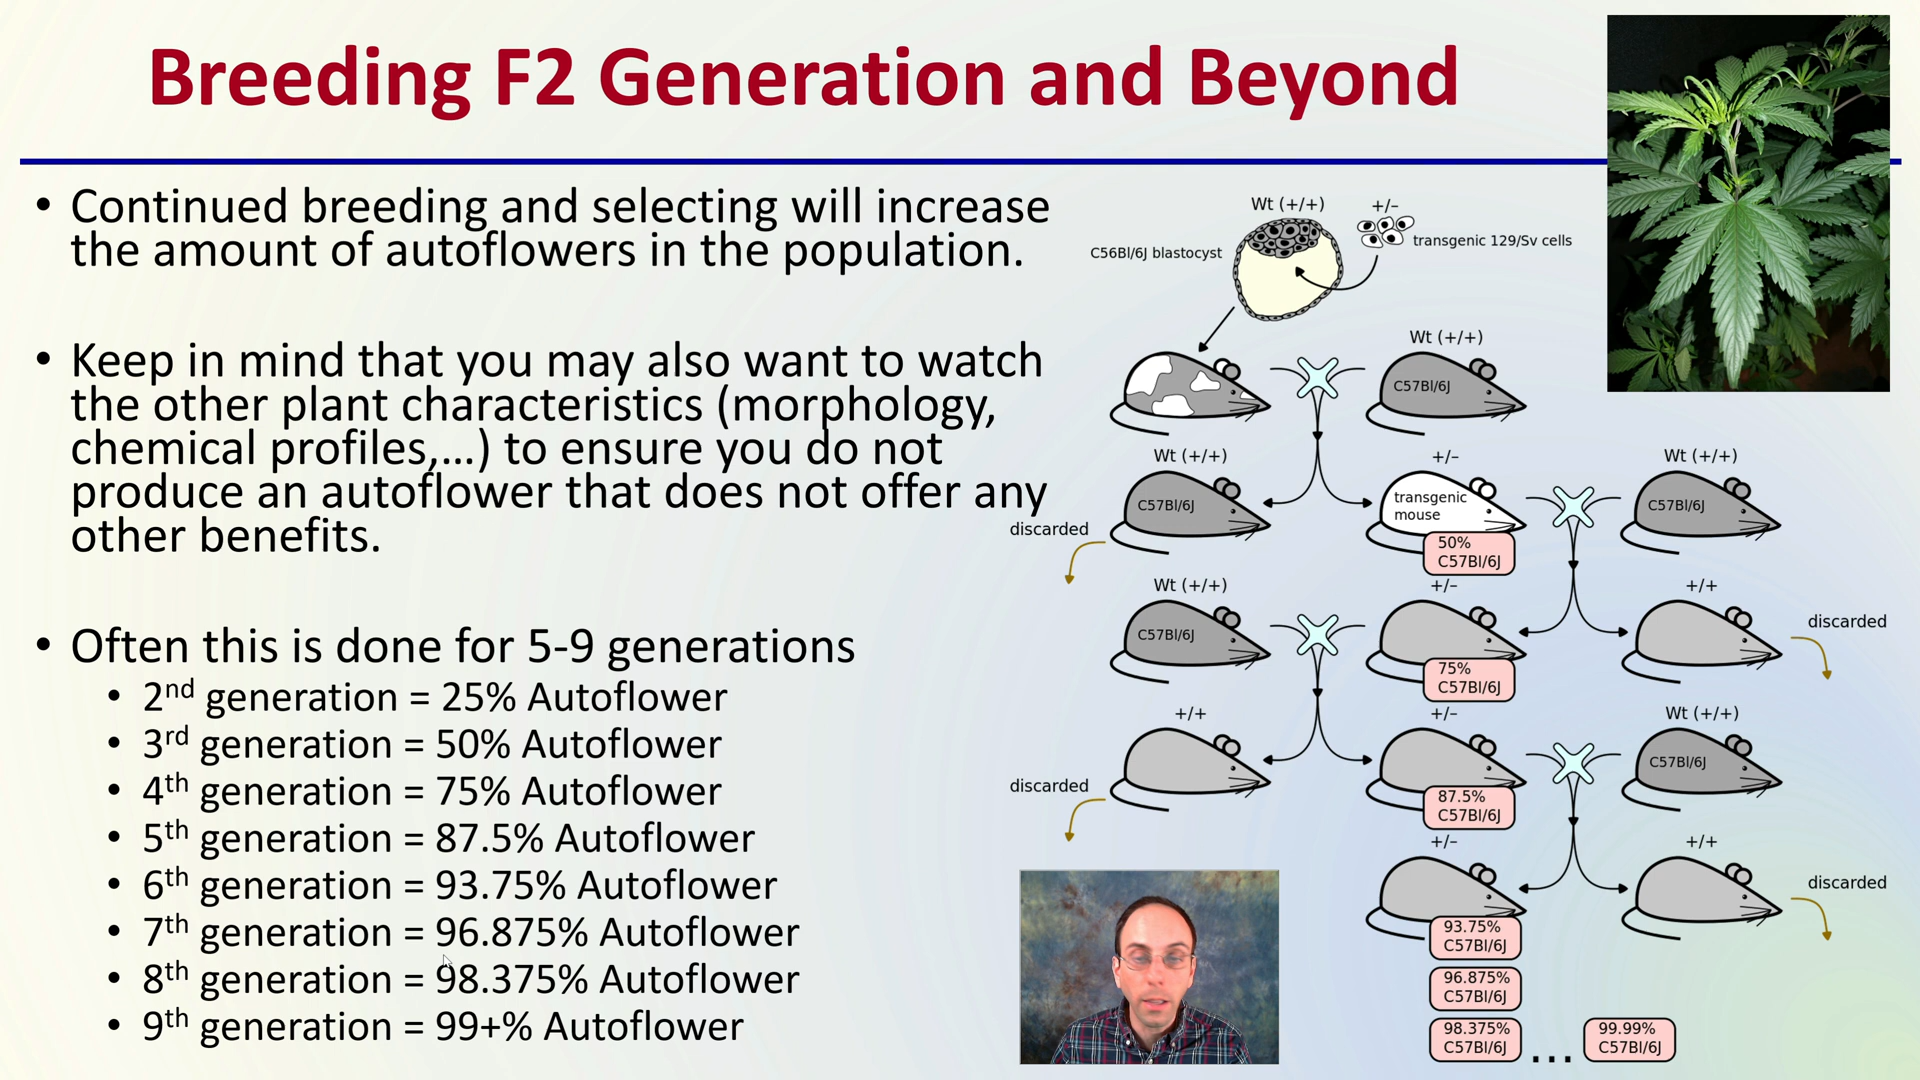 Breeding F2 Generation and Beyond
• Continued breeding and selecting will increase
the amount of autoflowers in the population.
• Keep in mind that you may also want to watch
the other plant characteristics (morphology,
chemical profiles,...) to ensure you do not
produce an autoflower that does not offer any
other benefits.
• Often this is done for 5-9 generations
• 2nd generation = 25% Autoflower
• 3rd generation = 50% Autoflower
• 4th generation = 75% Autoflower
• 5th generation = 87.5% Autoflower
• 6th generation = 93.75% Autoflower
• 7th generation = 96.875% Autoflower
• 8th generation = 98.375% Autoflower
• 9th generation = 99+% Autoflower
Wt (+/+)
+/–
C56Bl/6J blastocyst
transgenic 129/Sv cells
Wt (+/+)
C57Bl/6J
Wt (+/+)
+/–
Wt (+/+)
C57Bl/6J
transgenic
mouse
C57Bl/6J
discarded
50%
C57Bl/6J
Wt (+/+)
+/–
+/+
C57Bl/6J
discarded
75%
C57Bl/6J
+/+
+/–
Wt (+/+)
C57Bl/6J
discarded
87.5%
C57Bl/6J
+/–
+/+
discarded
93.75%
C57Bl/6J
96.875%
C57Bl/6J
98.375%
C57Bl/6J
...
99.99%
C57Bl/6J